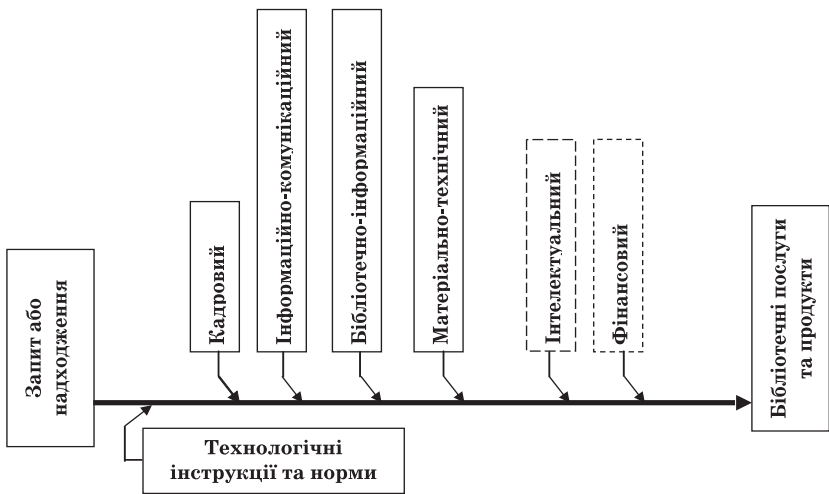 Запит або
надходження
Кадровий
Інформаційно-комунікаційний
Бібліотечно-інформаційний
Матеріально-технічний
Інтелектуальний
Фінансовий
Бібліотечні послуги
та продукти
Технологічні
інструкції та норми